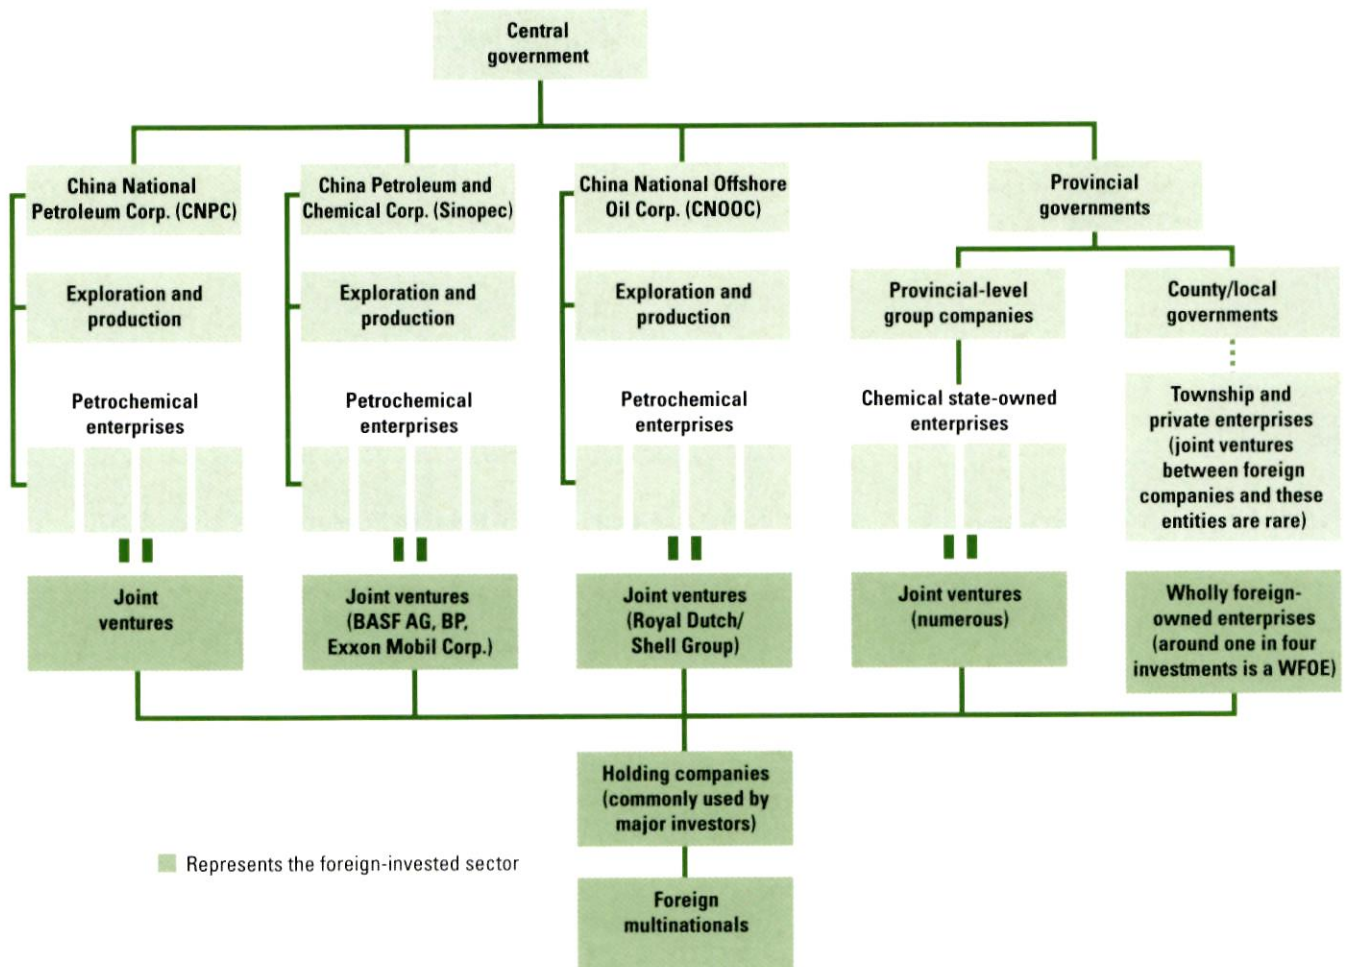 Central
government
China National
Petroleum Corp. (CNPC)
China Petroleum and
Chemical Corp. (Sinopec)
China National Offshore
Oil Corp. (CNOOC)
Provincial
governments
Exploration and
production
Exploration and
production
Exploration and
production
Provincial-level
group companies
County/local
governments
Petrochemical
enterprises
Petrochemical
enterprises
Petrochemical
enterprises
Chemical state-owned
enterprises
Township and
private enterprises
(joint ventures
between foreign
companies and these
entities are rare)
Joint
ventures
Joint ventures
(BASF AG, BP,
Exxon Mobil Corp.)
Joint ventures
(Royal Dutch/
Shell Group)
Joint ventures
(numerous)
Wholly foreign-
owned enterprises
(around one in four
investments is a WFOE)
Holding companies
(commonly used by
major investors)
Represents the foreign-invested sector
Foreign
multinationals